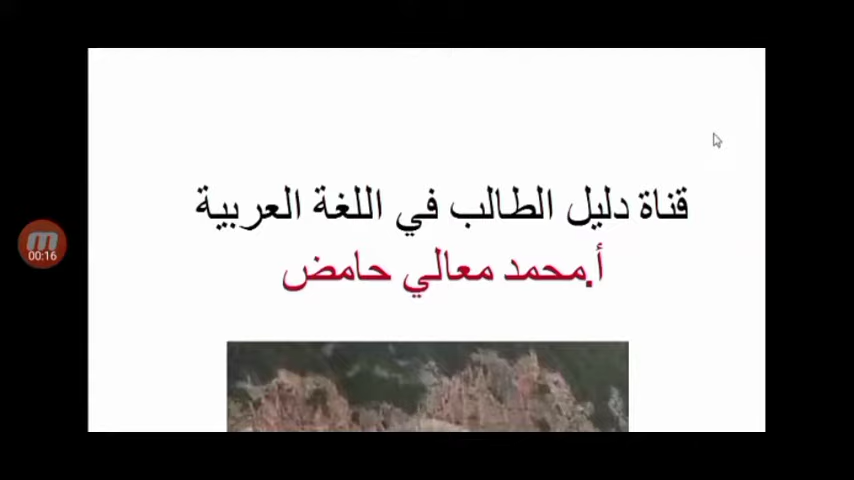 قناة دليل الطالب في اللغة العربية
أ.محمد معالي حامض
00:16